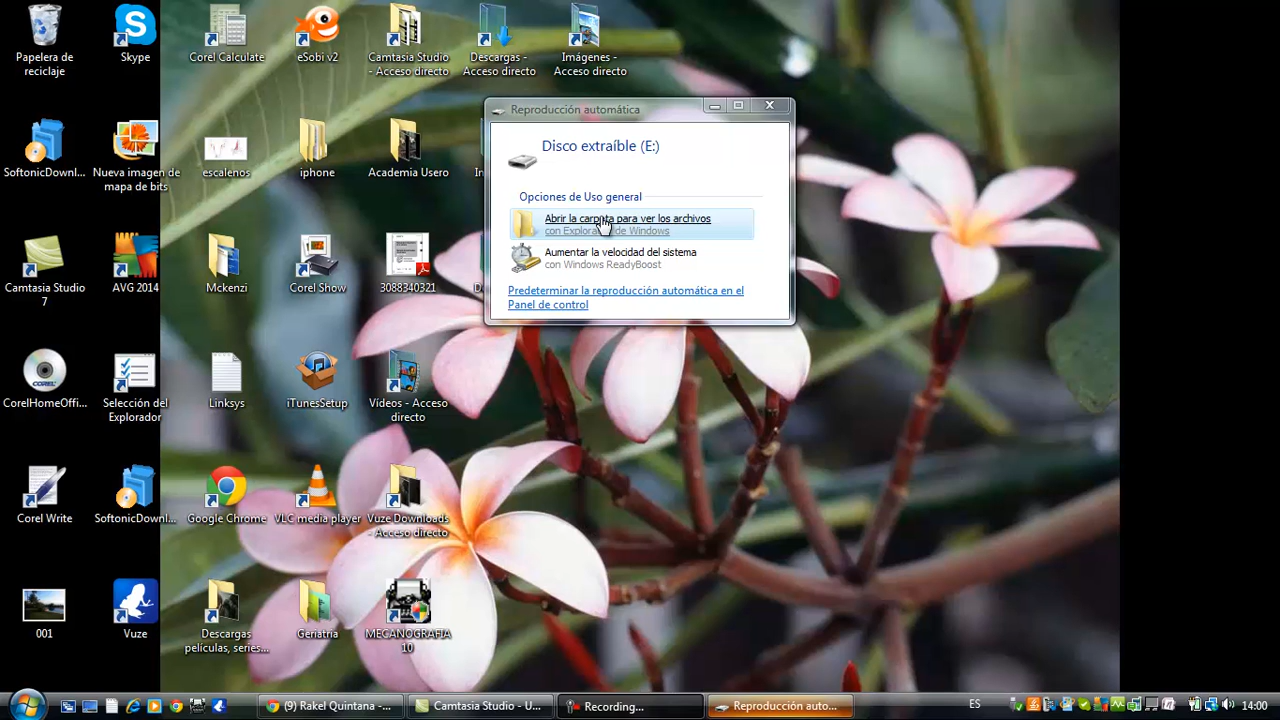 Papelera de
reciclaje
Skype
Corel Calculate
eSobi v2
Camtasia Studio
- Acceso directo
Descargas -
Acceso directo
Imágenes -
Acceso directo
SoftonicDownl...
Nueva imagen de
mapa de bits
escalenos
iphone
Academia Usero
Camtasia Studio
7
AVG 2014
Mckenzi
Corel Show
3088340321
CorelHomeOffi...
Selección del
Explorador
Linksys
iTunesSetup
Vídeos - Acceso
directo
Corel Write
SoftonicDownl...
Google Chrome
VLC media player
Vuze Downloads
- Acceso directo
001
Vuze
Descargas
películas, series...
Geriatria
MECANOGRAFIA
10
Reproducción automática
Disco extraíble (E:)
Opciones de Uso general
Abrir la carpeta para ver los archivos
con Explorador de Windows
Aumentar la velocidad del sistema
con Windows ReadyBoost
Predeterminar la reproducción automática en el
Panel de control
(9) Rakel Quintana -...
Camtasia Studio - U...
Recording...
Reproducción auto...
ES
14:00